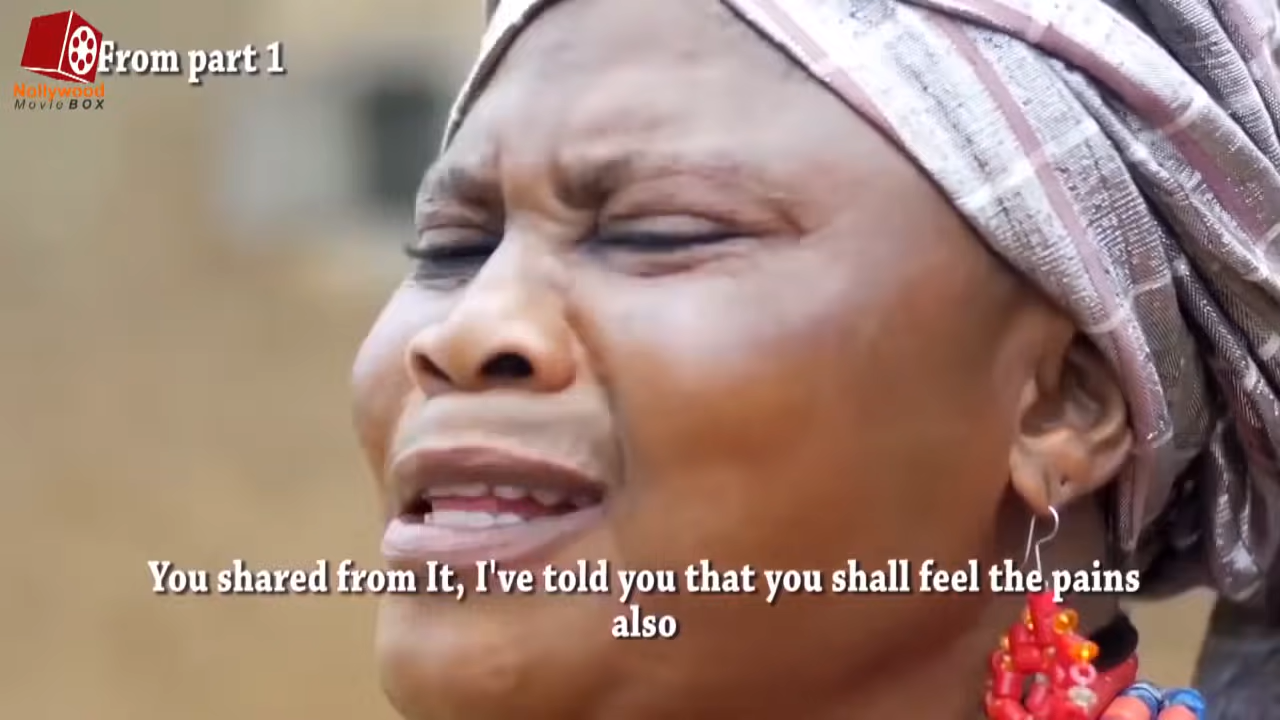 From part 1
Nollywood
Movie BOX
You shared from It, I've told you that you shall feel the pains
also